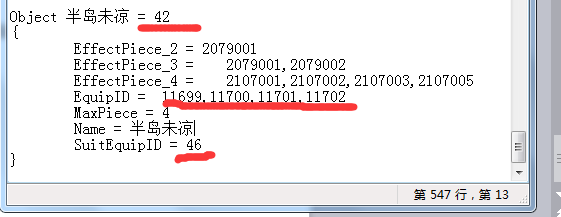 Object 半岛未凉 = 42
{
EffectPiece_2 = 2079001
EffectPiece_3 = 2079001,2079002
EffectPiece_4 = 2107001,2107002,2107003,2107005
EquipID = 11699,11700,11701,11702
MaxPiece = 4
Name = 半岛未凉
SuitEquipID = 46
}
第 547 行，第 13